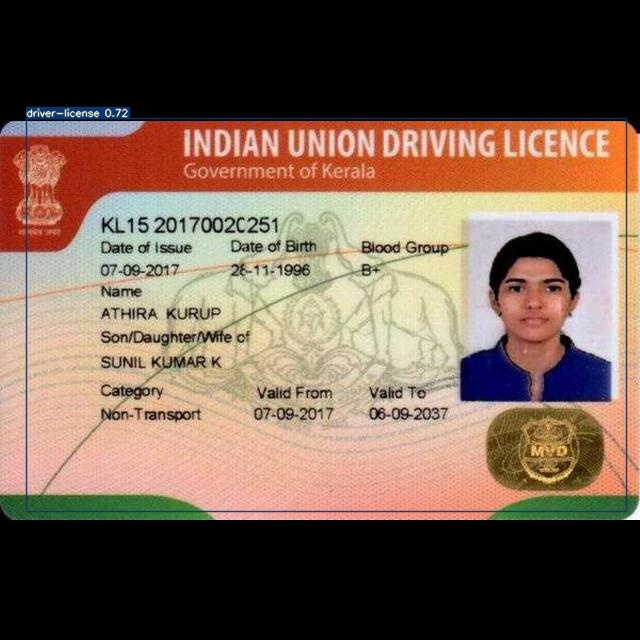 driver-license 0.72
INDIAN UNION DRIVING LICENCE
Government of Kerala
KL15 20170020251
Date of Issue Date of Birth Blood Group
07-09-2017 26-11-1996 B+
Name
ATHIRA KURUP
Son/Daughter/Wife of
SUNIL KUMAR K
Category Valid From Valid To
Non-Transport 07-09-2017 06-09-2037
MVD